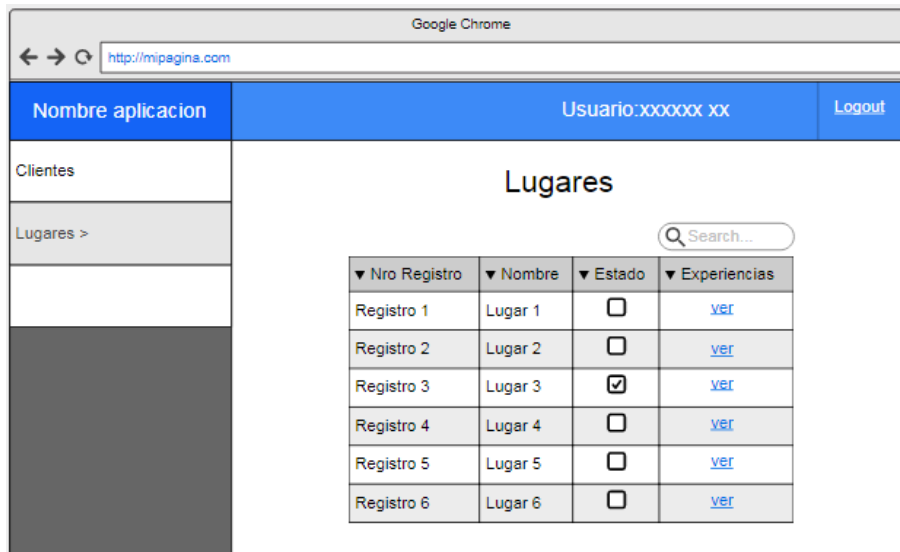 Google Chrome
http://mipagina.com
Nombre aplicacion
Usuario:xxxxxx xx
Logout
Clientes
Lugares >
Lugares
Search...
▼ Nro Registro ▼ Nombre ▼ Estado ▼ Experiencias
Registro 1 Lugar 1 ver
Registro 2 Lugar 2 ver
Registro 3 Lugar 3 ver
Registro 4 Lugar 4 ver
Registro 5 Lugar 5 ver
Registro 6 Lugar 6 ver